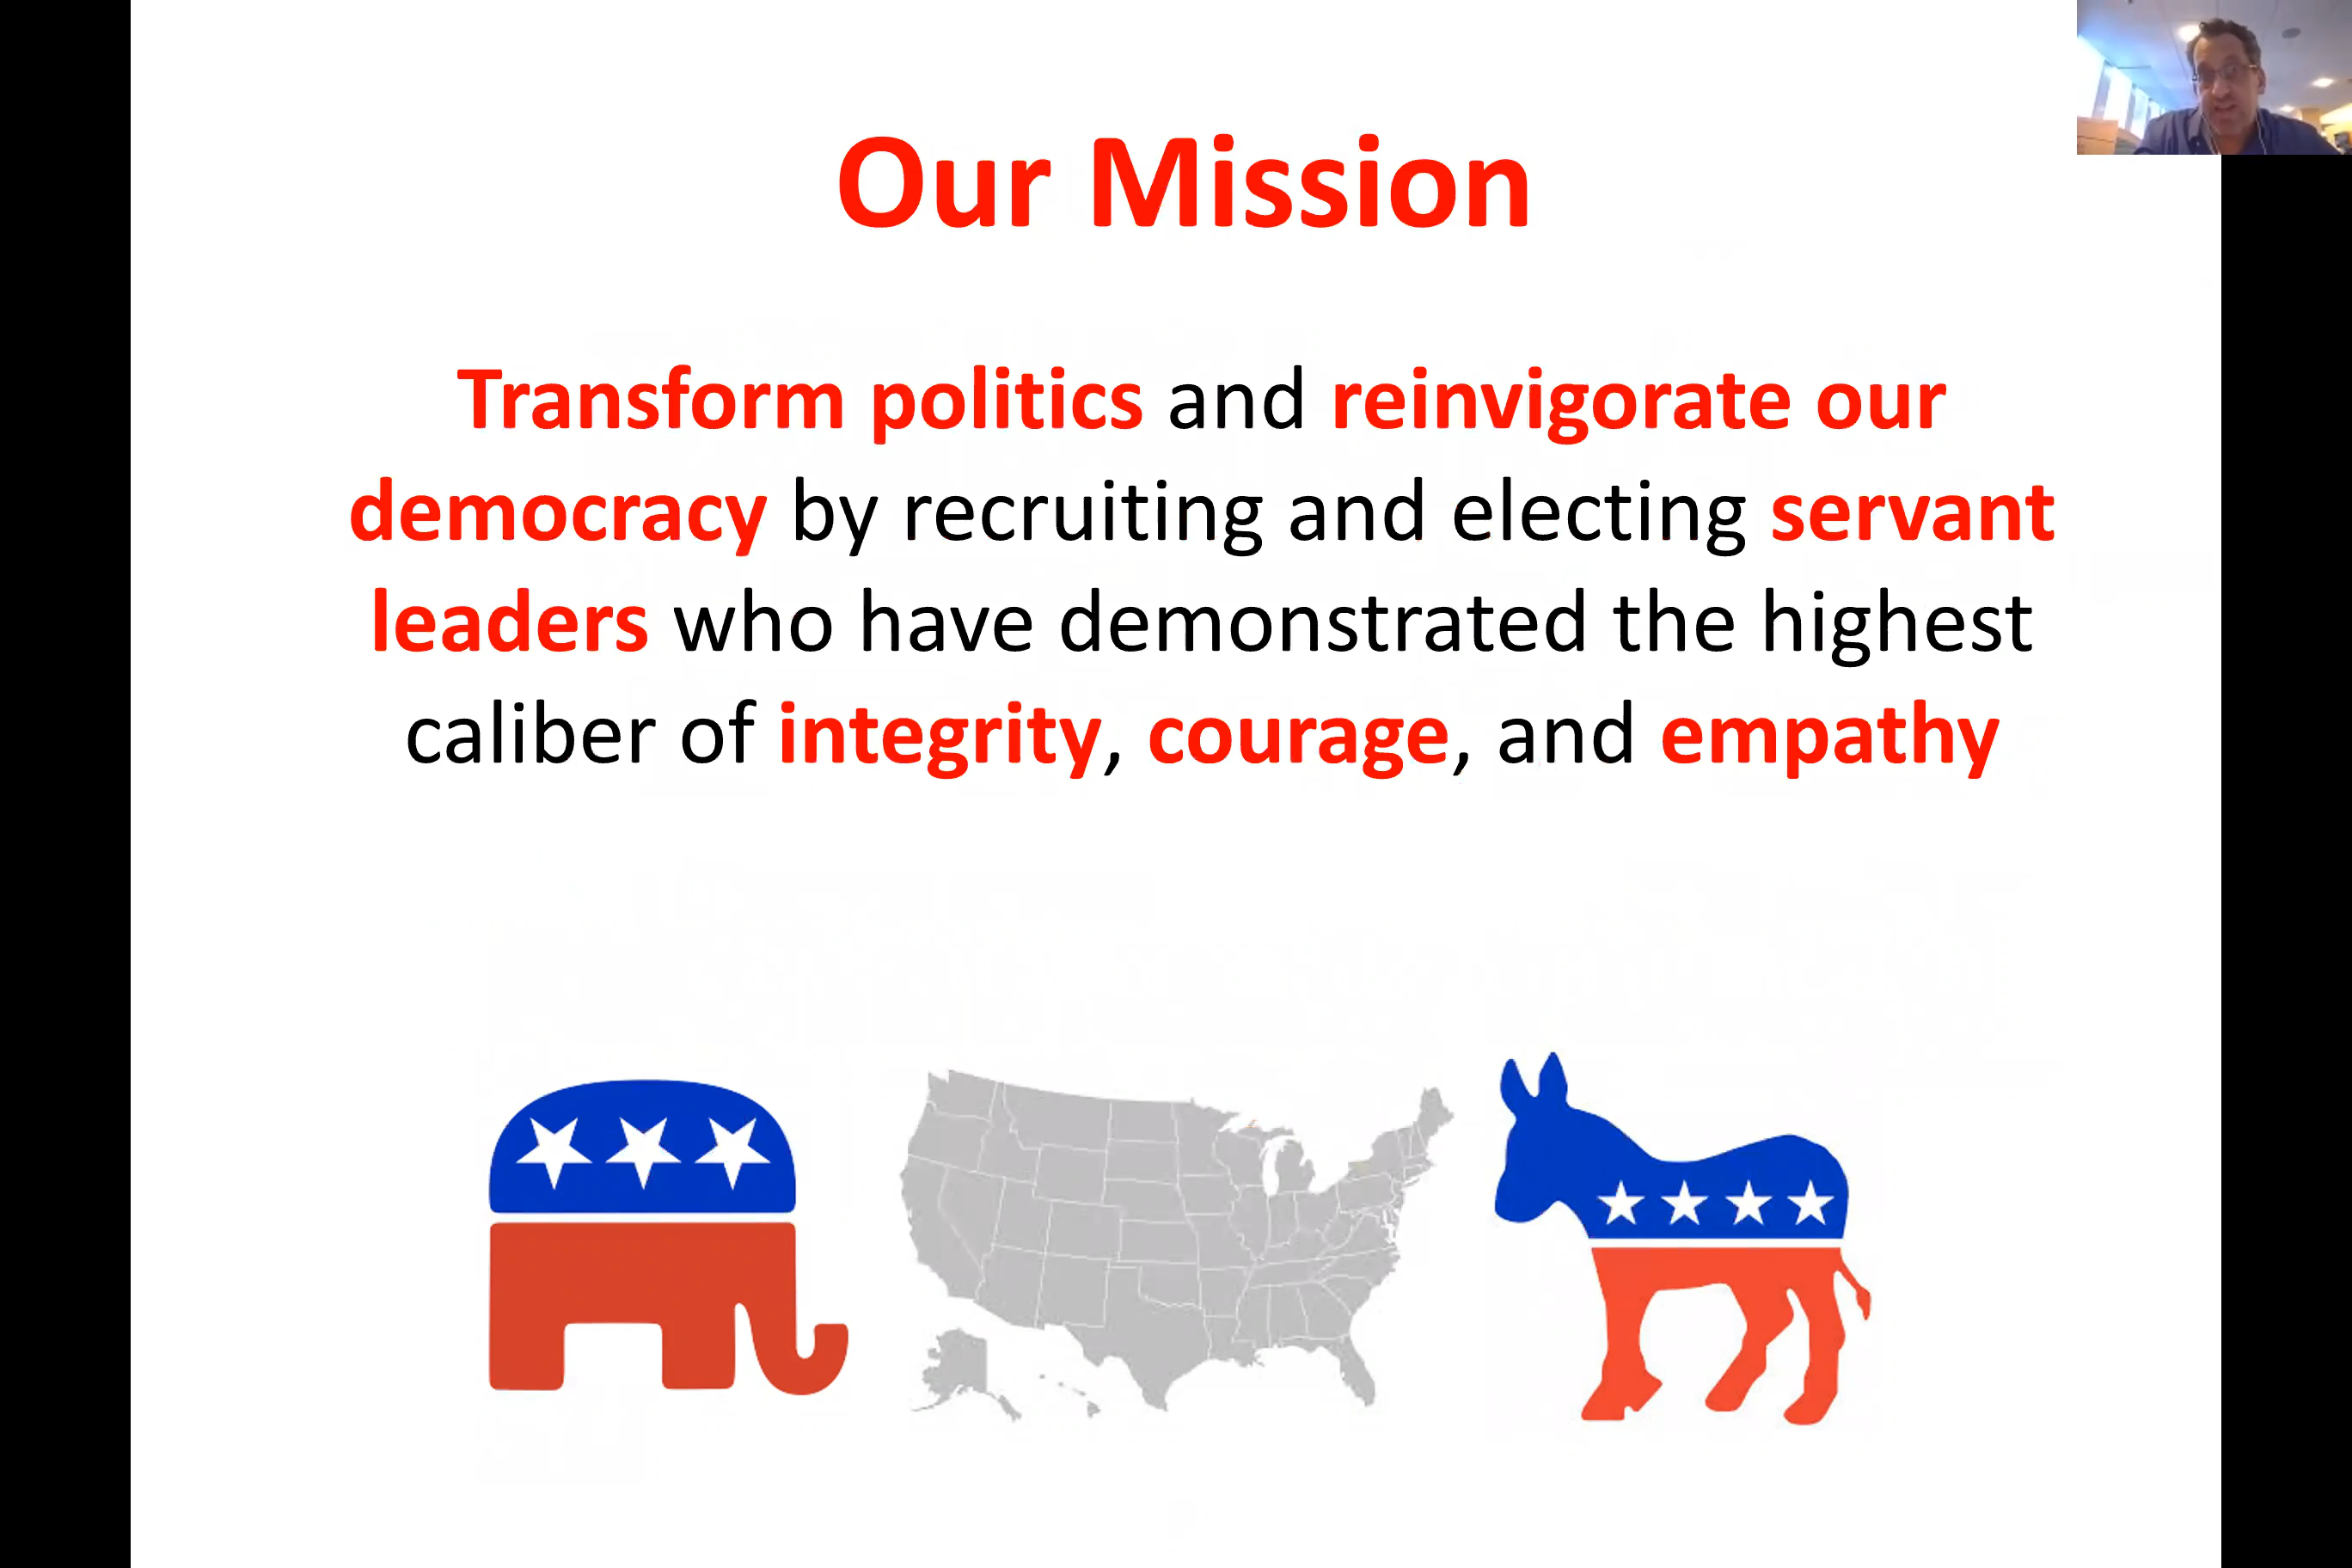 Our Mission
Transform politics and reinvigorate our
democracy by recruiting and electing servant
leaders who have demonstrated the highest
caliber of integrity, courage, and empathy